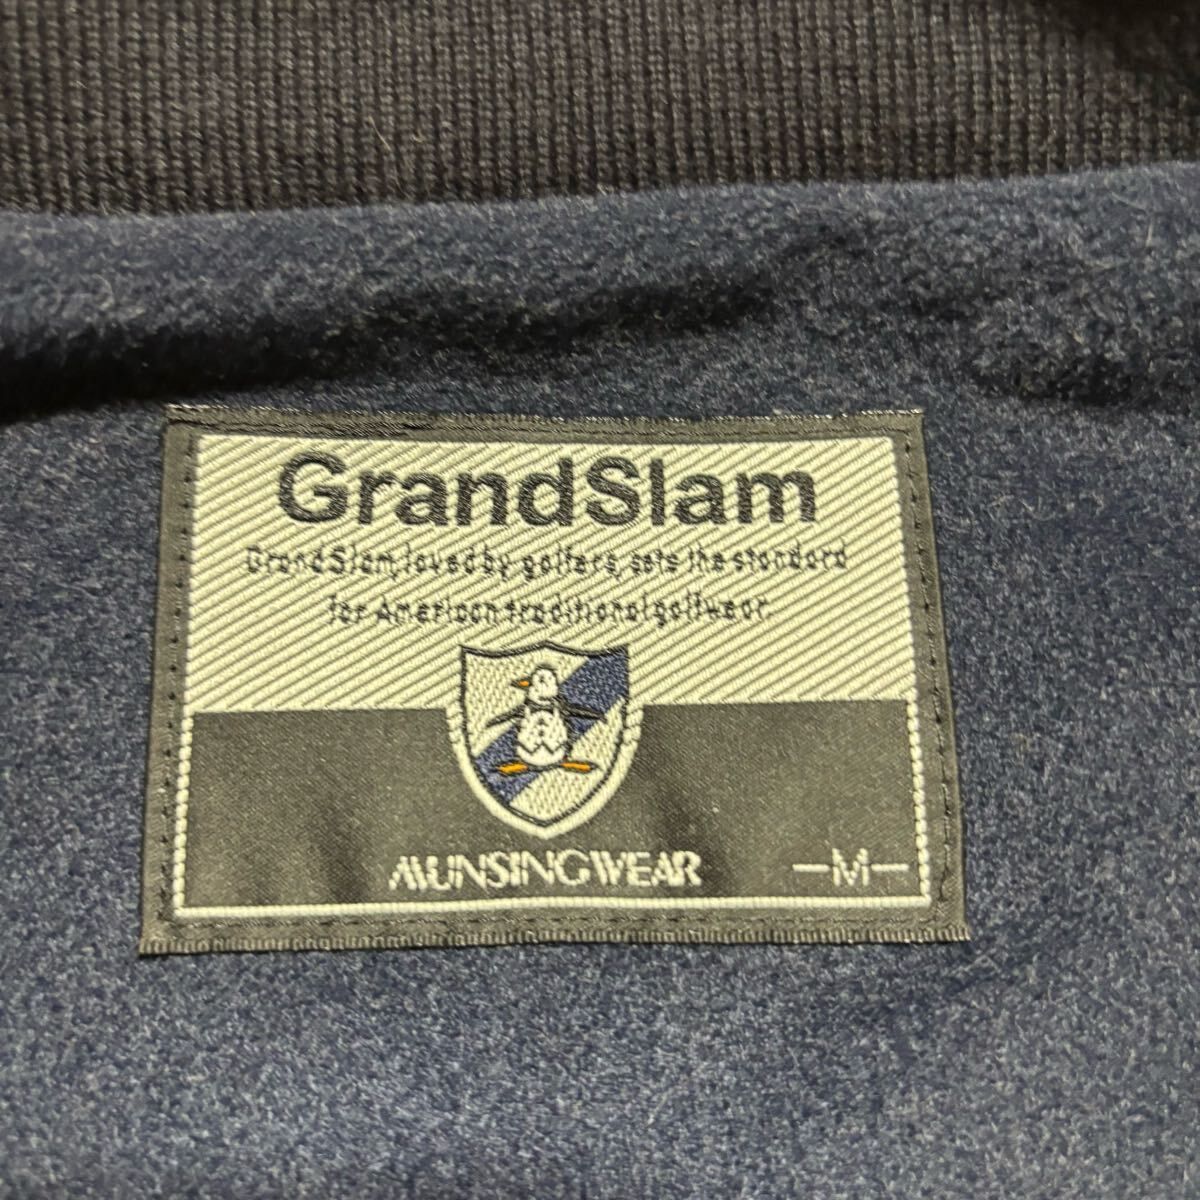 GrandSlam
GrandSlam, loved by golfers, sets the standard
for American traditional golfwear.
MUNSINGWEAR
—M—